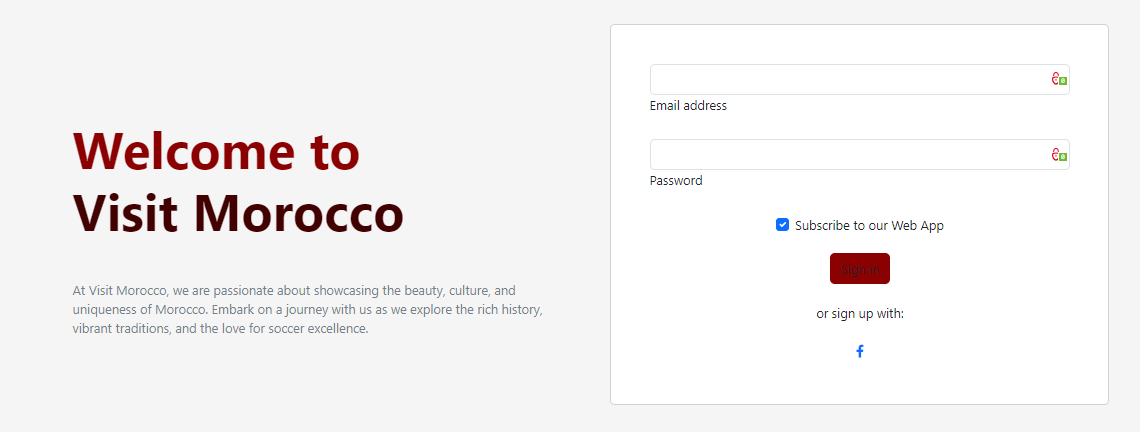 Welcome to
Visit Morocco
At Visit Morocco, we are passionate about showcasing the beauty, culture, and
uniqueness of Morocco. Embark on a journey with us as we explore the rich history,
vibrant traditions, and the love for soccer excellence.
Email address
Password
Subscribe to our Web App
Sign in
or sign up with: